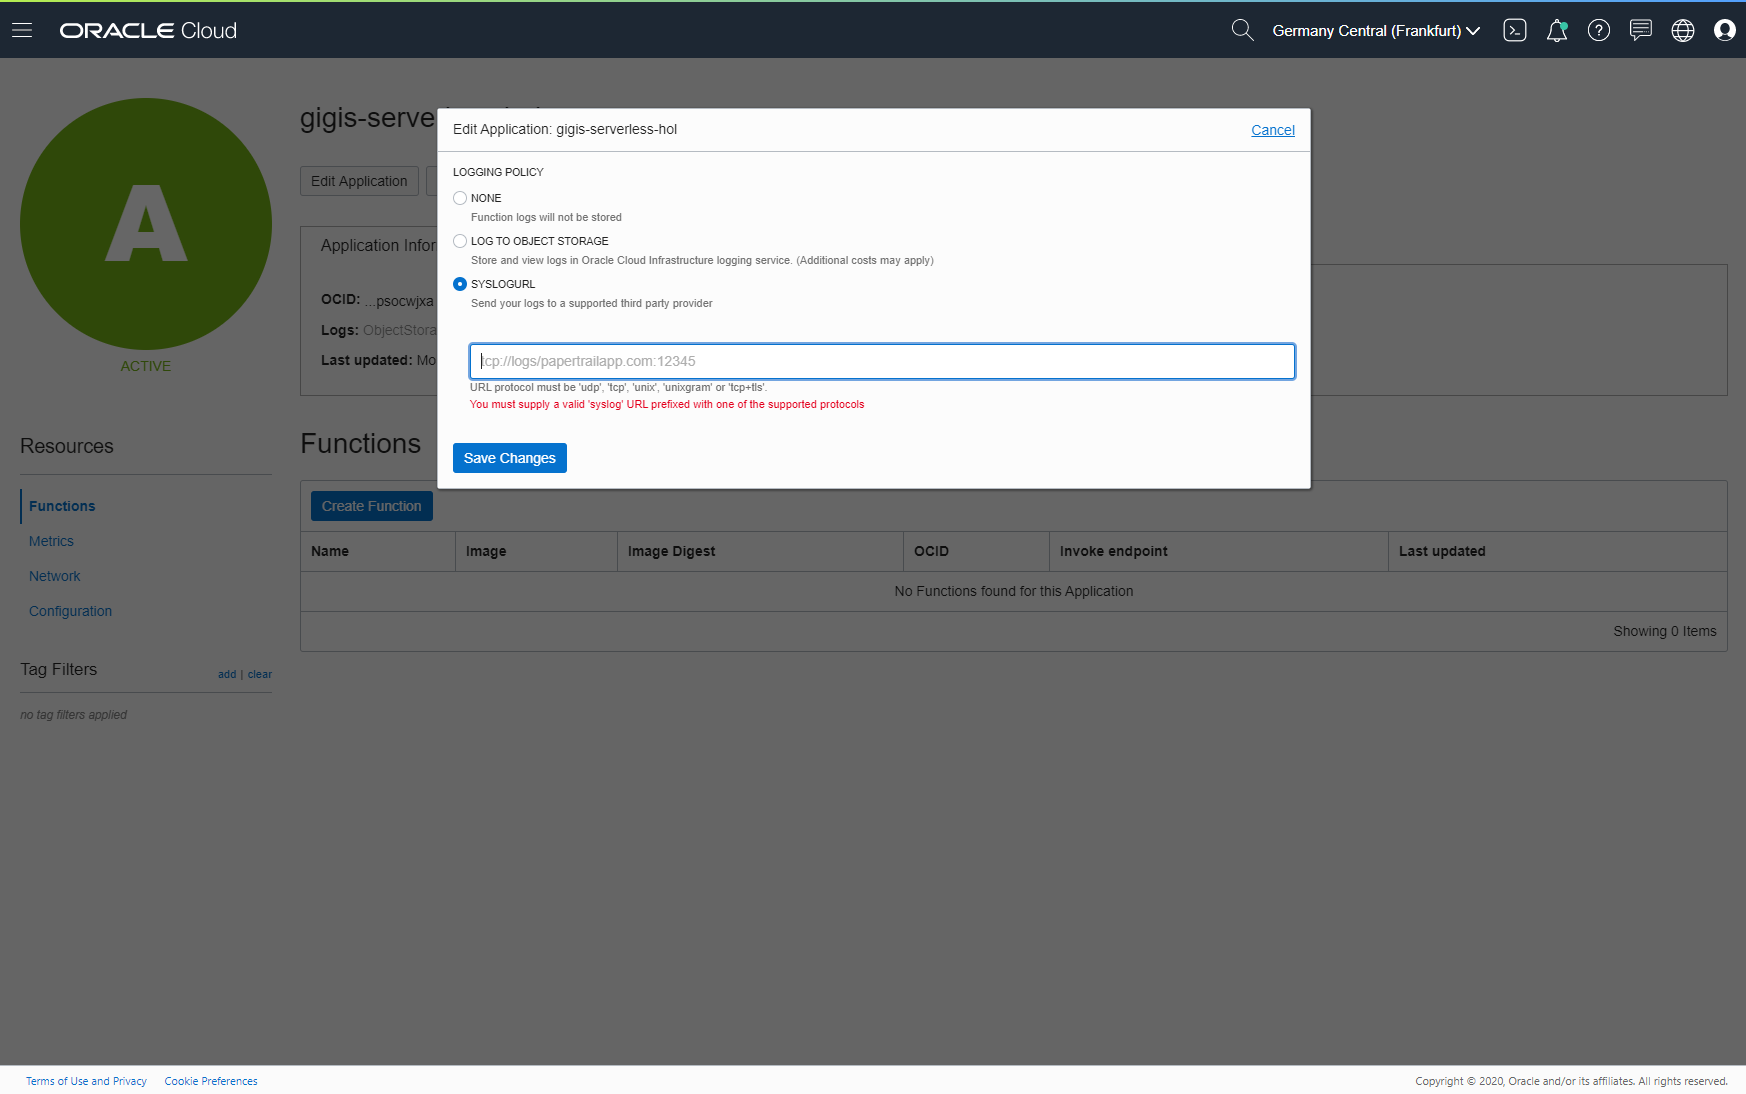 ORACLE Cloud
Germany Central (Frankfurt)
A
ACTIVE
gigis-serve
Edit Application
Application Infor
OCID: ...psocwjxa
Logs: ObjectStora
Last updated: Mo
Edit Application: gigis-serverless-hol
Cancel
LOGGING POLICY
NONE
Function logs will not be stored
LOG TO OBJECT STORAGE
Store and view logs in Oracle Cloud Infrastructure logging service. (Additional costs may apply)
SYSLOGURL
Send your logs to a supported third party provider
tcp://logs/papertrailapp.com:12345
URL protocol must be 'udp', 'tcp', 'unix', 'unixgram' or 'tcp+tls'.
You must supply a valid 'syslog' URL prefixed with one of the supported protocols
Save Changes
Resources
Functions
Metrics
Network
Configuration
Tag Filters
add | clear
no tag filters applied
Functions
Create Function
Name Image Image Digest OCID Invoke endpoint Last updated
No Functions found for this Application
Showing 0 Items
Terms of Use and Privacy Cookie Preferences
Copyright © 2020, Oracle and/or its affiliates. All rights reserved.